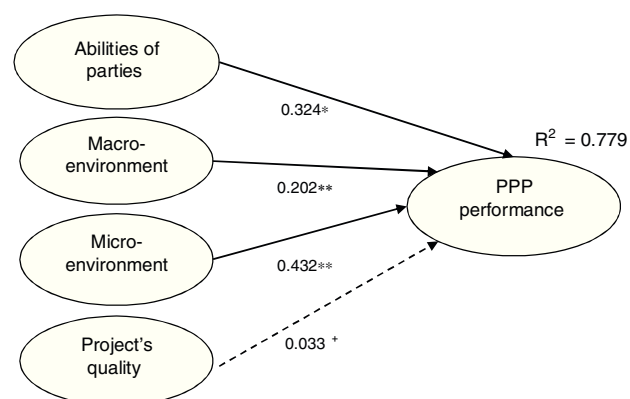 Abilities of
parties
0.324*
R² = 0.779
Macro-
environment
0.202**
PPP
performance
Micro-
environment
0.432**
Project's
quality
0.033 +